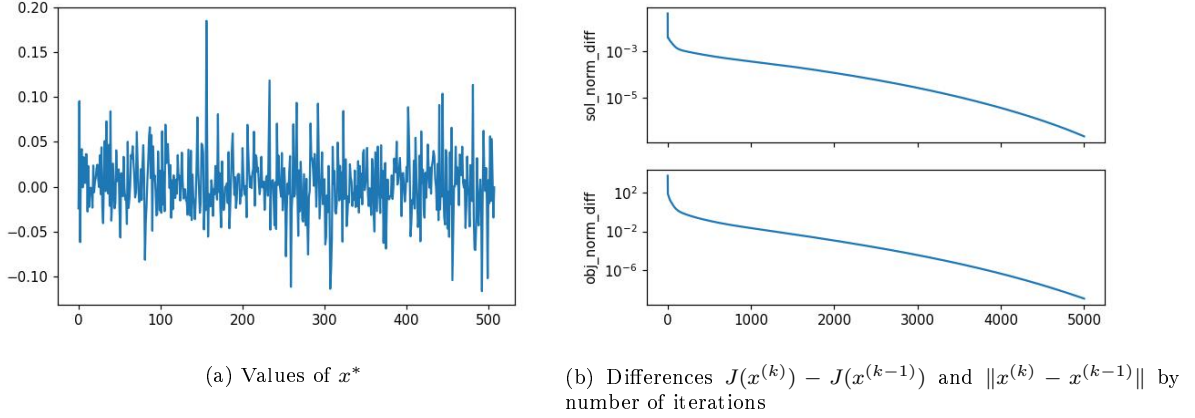 0.20
0.15
0.10
0.05
0.00
−0.05
−0.10
0 100 200 300 400 500
(a) Values of x*
sol_norm_diff
10⁻³
10⁻⁵
obj_norm_diff
10²
10⁻²
10⁻⁶
0 1000 2000 3000 4000 5000
(b) Differences J(x⁽ᵏ⁾) − J(x⁽ᵏ⁻¹⁾) and ‖x⁽ᵏ⁾ − x⁽ᵏ⁻¹⁾‖ by
number of iterations